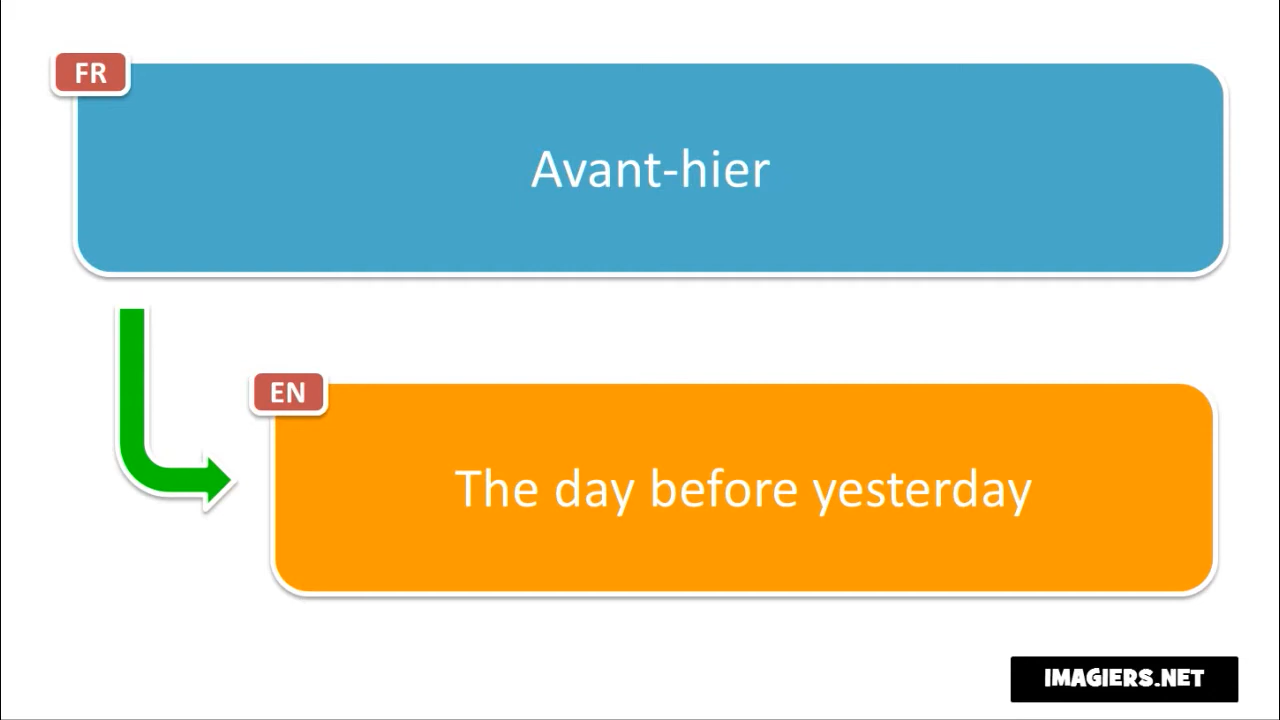 FR
Avant-hier
EN
The day before yesterday
IMAGIERS.NET